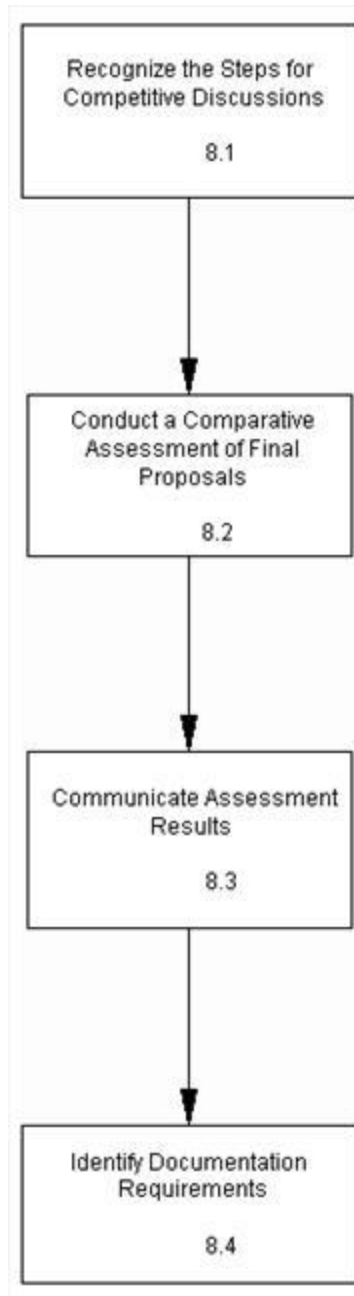 Recognize the Steps for
Competitive Discussions
8.1
Conduct a Comparative
Assessment of Final
Proposals
8.2
Communicate Assessment
Results
8.3
Identify Documentation
Requirements
8.4